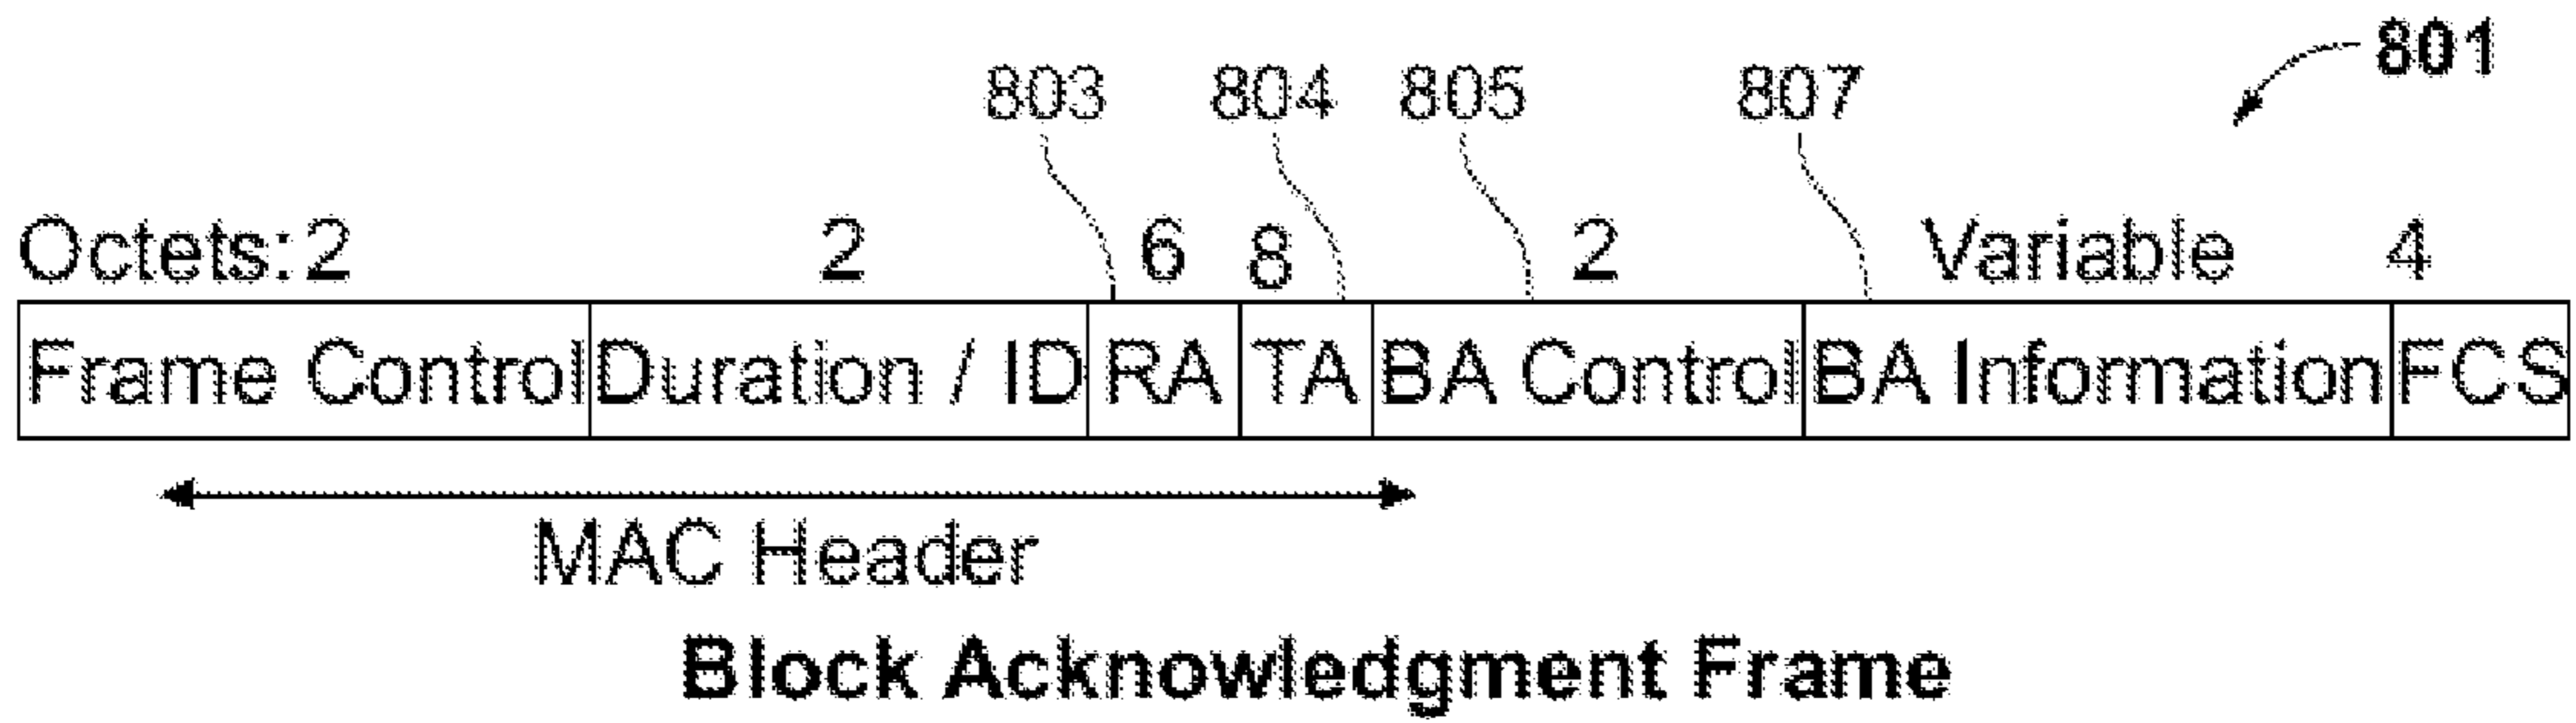 801
803 804 805 807
Octets: 2 2 6 8 2 Variable 4
Frame Control Duration / ID RA TA BA Control BA Information FCS
MAC Header
Block Acknowledgment Frame